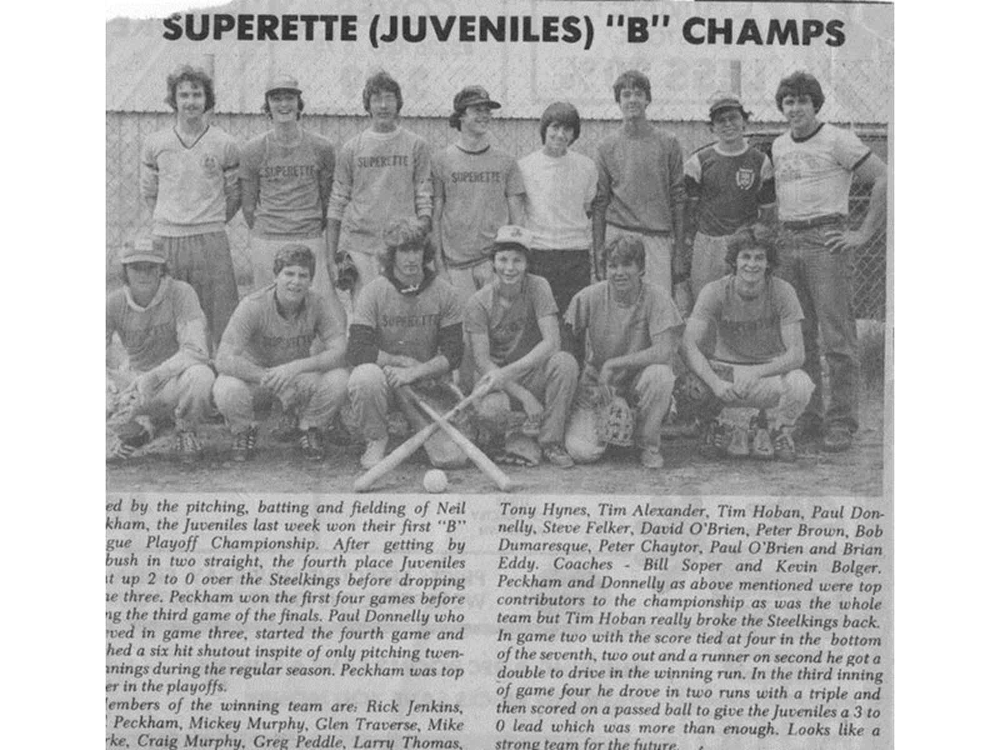 SUPERETTE (JUVENILES) "B" CHAMPS
SUPERETTE
SUPERETTE
SUPERETTE
SUPERETTE
SUPERETTE
SUPERETTE
SUPERETTE
ed by the pitching, batting and fielding of Neil
kham, the Juveniles last week won their first "B"
gue Playoff Championship. After getting by
bush in two straight, the fourth place Juveniles
t up 2 to 0 over the Steelkings before dropping
e three. Peckham won the first four games before
ng the third game of the finals. Paul Donnelly who
ved in game three, started the fourth game and
hed a six hit shutout inspite of only pitching twen-
nnings during the regular season. Peckham was top
er in the playoffs.
embers of the winning team are: Rick Jenkins,
Peckham, Mickey Murphy, Glen Traverse, Mike
rke, Craig Murphy, Greg Peddle, Larry Thomas,
Tony Hynes, Tim Alexander, Tim Hoban, Paul Don-
nelly, Steve Felker, David O'Brien, Peter Brown, Bob
Dumaresque, Peter Chaytor, Paul O'Brien and Brian
Eddy. Coaches - Bill Soper and Kevin Bolger.
Peckham and Donnelly as above mentioned were top
contributors to the championship as was the whole
team but Tim Hoban really broke the Steelkings back.
In game two with the score tied at four in the bottom
of the seventh, two out and a runner on second he got a
double to drive in the winning run. In the third inning
of game four he drove in two runs with a triple and
then scored on a passed ball to give the Juveniles a 3 to
0 lead which was more than enough. Looks like a
strong team for the future.